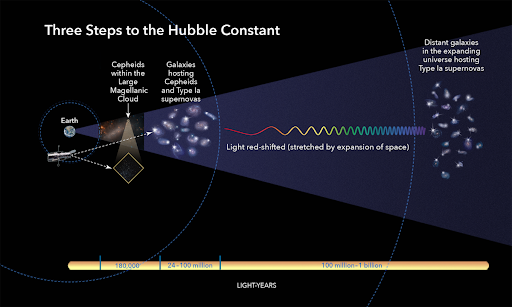 Three Steps to the Hubble Constant
Cepheids
within the
Large
Magellanic
Cloud
Galaxies
hosting
Cepheids
and Type Ia
supernovas
Distant galaxies
in the expanding
universe hosting
Type Ia supernovas
Earth
Light red-shifted (stretched by expansion of space)
180,000
24–100 million
100 million–1 billion
LIGHT-YEARS